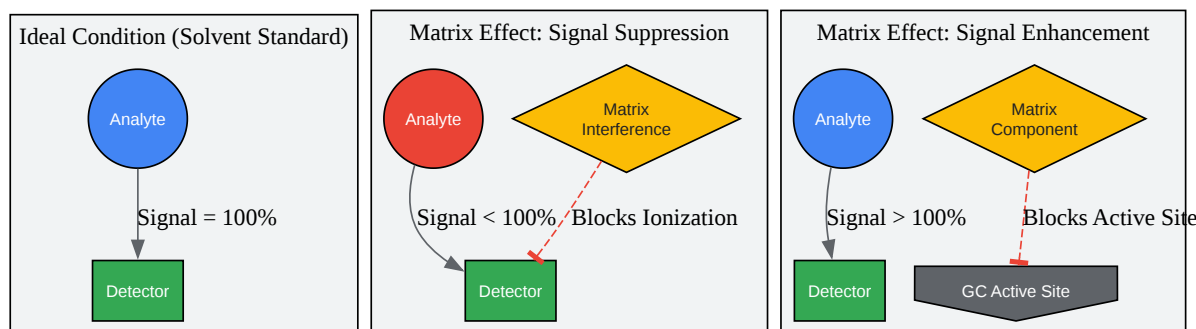 Ideal Condition (Solvent Standard)
Analyte
Signal = 100%
Detector
Matrix Effect: Signal Suppression
Analyte
Matrix
Interference
Signal < 100%
Blocks Ionization
Detector
Matrix Effect: Signal Enhancement
Analyte
Matrix
Component
Signal > 100%
Blocks Active Site
Detector
GC Active Site